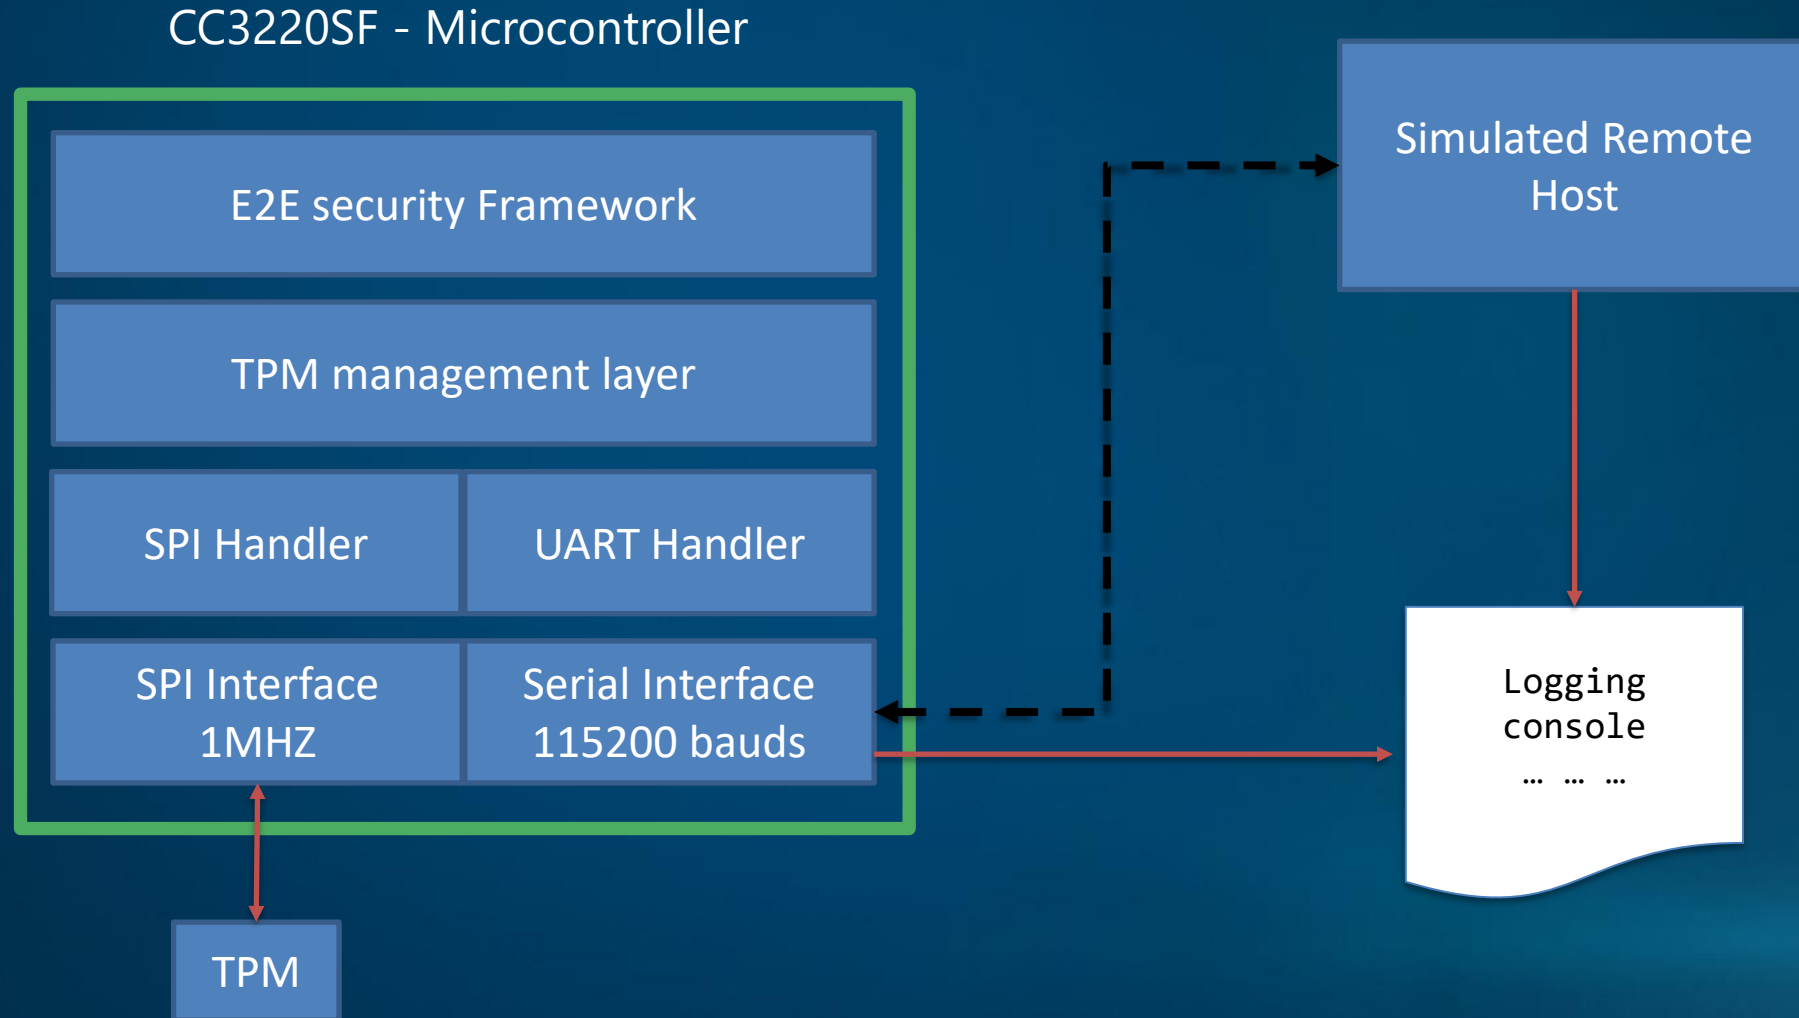 CC3220SF - Microcontroller
E2E security Framework
TPM management layer
SPI Handler
UART Handler
SPI Interface
1MHZ
Serial Interface
115200 bauds
TPM
Simulated Remote
Host
Logging
console
… … …